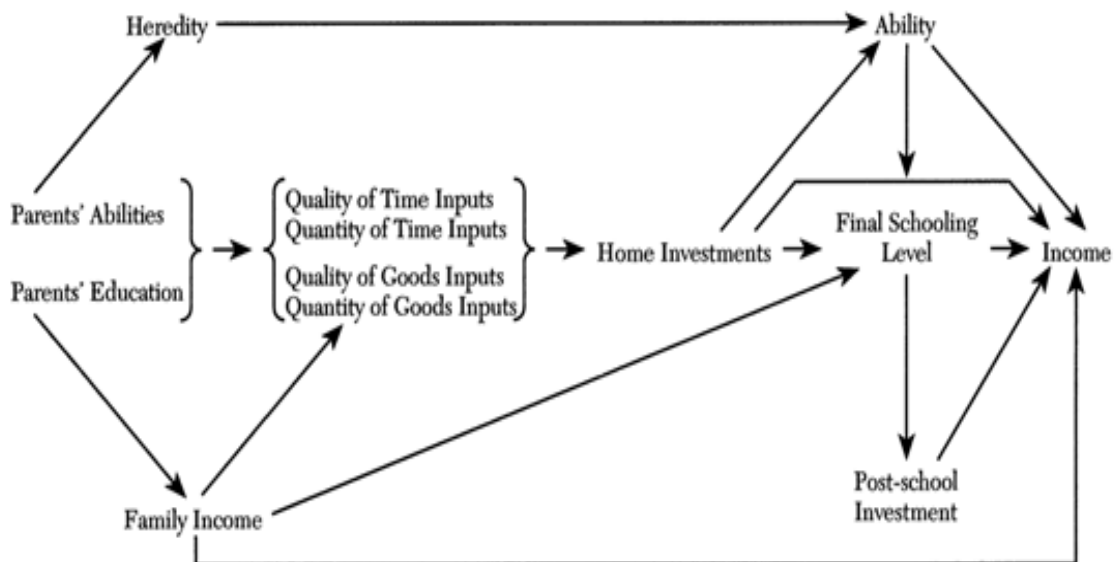 Heredity
Ability
Parents' Abilities
Parents' Education
Quality of Time Inputs
Quantity of Time Inputs
Quality of Goods Inputs
Quantity of Goods Inputs
Home Investments
Final Schooling
Level
Income
Family Income
Post-school
Investment